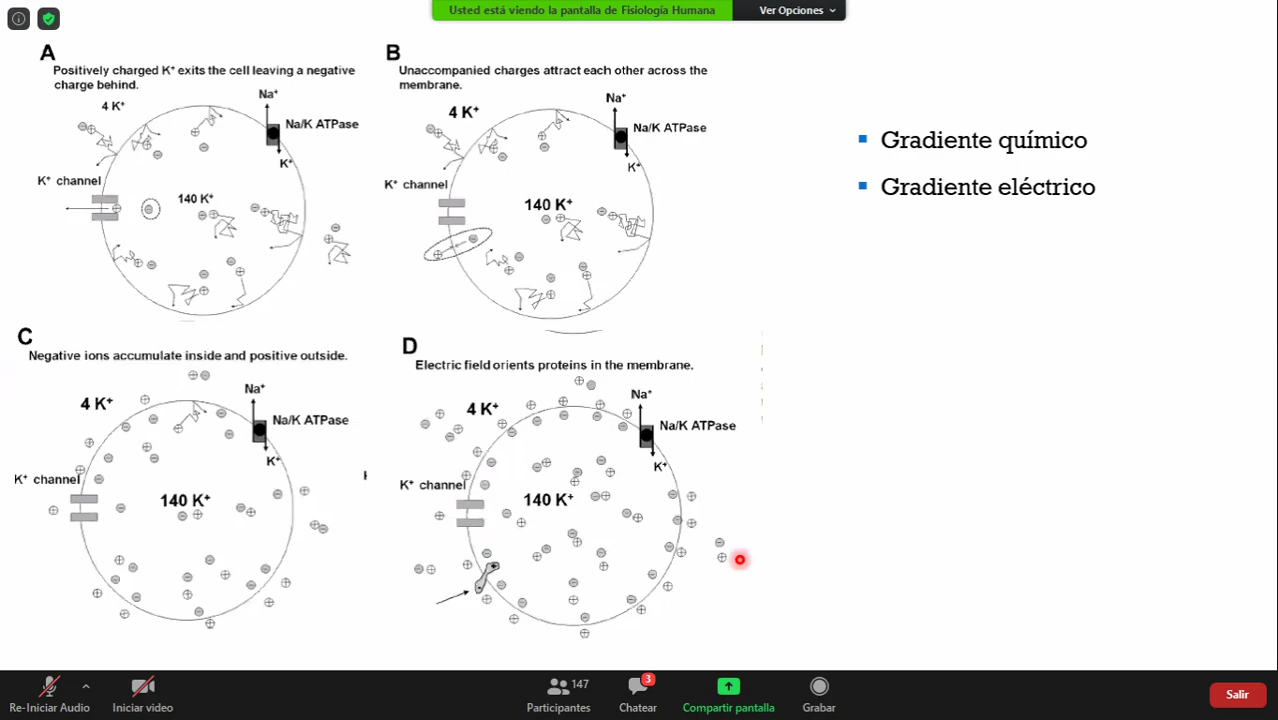 Usted está viendo la pantalla de Fisiología Humana
Ver Opciones
A
Positively charged K⁺ exits the cell leaving a negative
charge behind.
4 K⁺
Na⁺
Na/K ATPase
K⁺
K⁺ channel
140 K⁺
B
Unaccompanied charges attract each other across the
membrane.
4 K⁺
Na⁺
Na/K ATPase
K⁺
K⁺ channel
140 K⁺
Gradiente químico
Gradiente eléctrico
C
Negative ions accumulate inside and positive outside.
4 K⁺
Na⁺
Na/K ATPase
K⁺
K⁺ channel
140 K⁺
D
Electric field orients proteins in the membrane.
4 K⁺
Na⁺
Na/K ATPase
K⁺
K⁺ channel
140 K⁺
Re-Iniciar Audio
Iniciar video
147
Participantes
3
Chatear
Compartir pantalla
Grabar
Salir